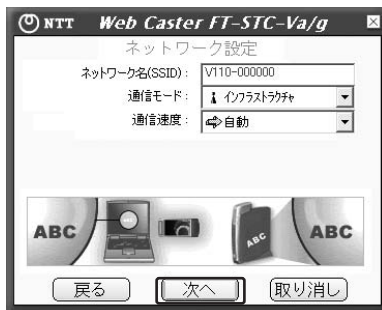 NTT Web Caster FT-STC-Va/g
ネットワーク設定
ネットワーク名(SSID): V110-000000
通信モード: インフラストラクチャ
通信速度: 自動
ABC ABC ABC
戻る 次へ 取り消し